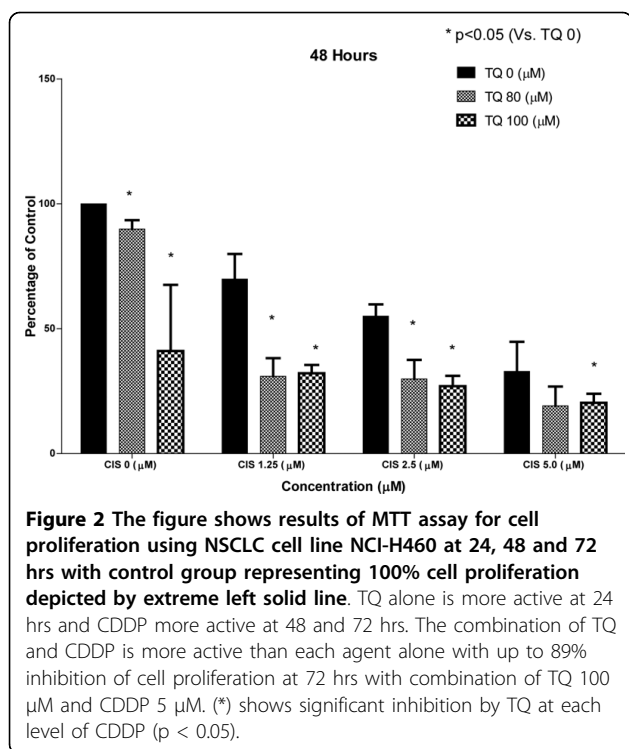 * p<0.05 (Vs. TQ 0)
48 Hours
TQ 0 (μM)
TQ 80 (μM)
TQ 100 (μM)
Percentage of Control
150
100
50
0
*
*
*
*
*
*
*
CIS 0 (μM)
CIS 1.25 (μM)
CIS 2.5 (μM)
CIS 5.0 (μM)
Concentration (μM)
Figure 2 The figure shows results of MTT assay for cell
proliferation using NSCLC cell line NCI-H460 at 24, 48 and 72
hrs with control group representing 100% cell proliferation
depicted by extreme left solid line. TQ alone is more active at 24
hrs and CDDP more active at 48 and 72 hrs. The combination of TQ
and CDDP is more active than each agent alone with up to 89%
inhibition of cell proliferation at 72 hrs with combination of TQ 100
μM and CDDP 5 μM. (*) shows significant inhibition by TQ at each
level of CDDP (p < 0.05).